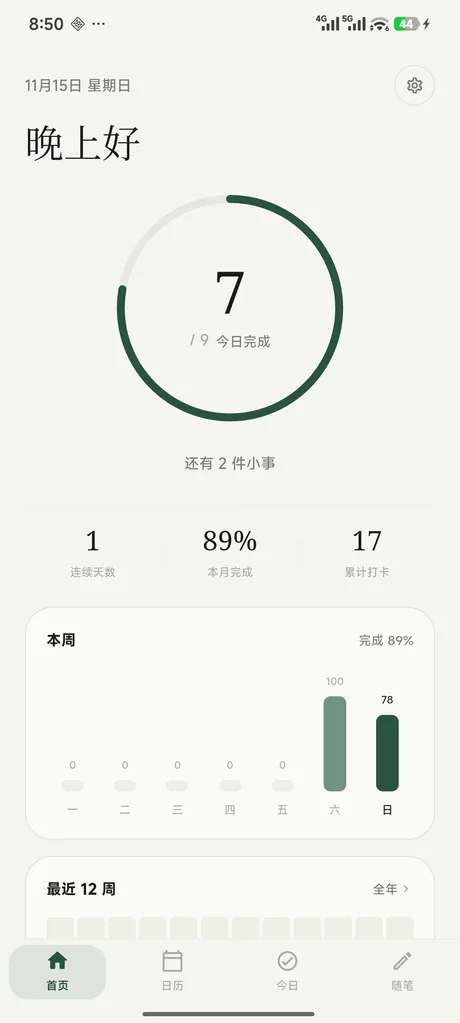 8:50 ··· 4G 5G 6 44
11月15日 星期日
晚上好
7
/ 9 今日完成
还有 2 件小事
1 89% 17
连续天数 本月完成 累计打卡
本周 完成 89%
100
78
0 0 0 0 0
一 二 三 四 五 六 日
最近 12 周 全年 >
首页 日历 今日 随笔